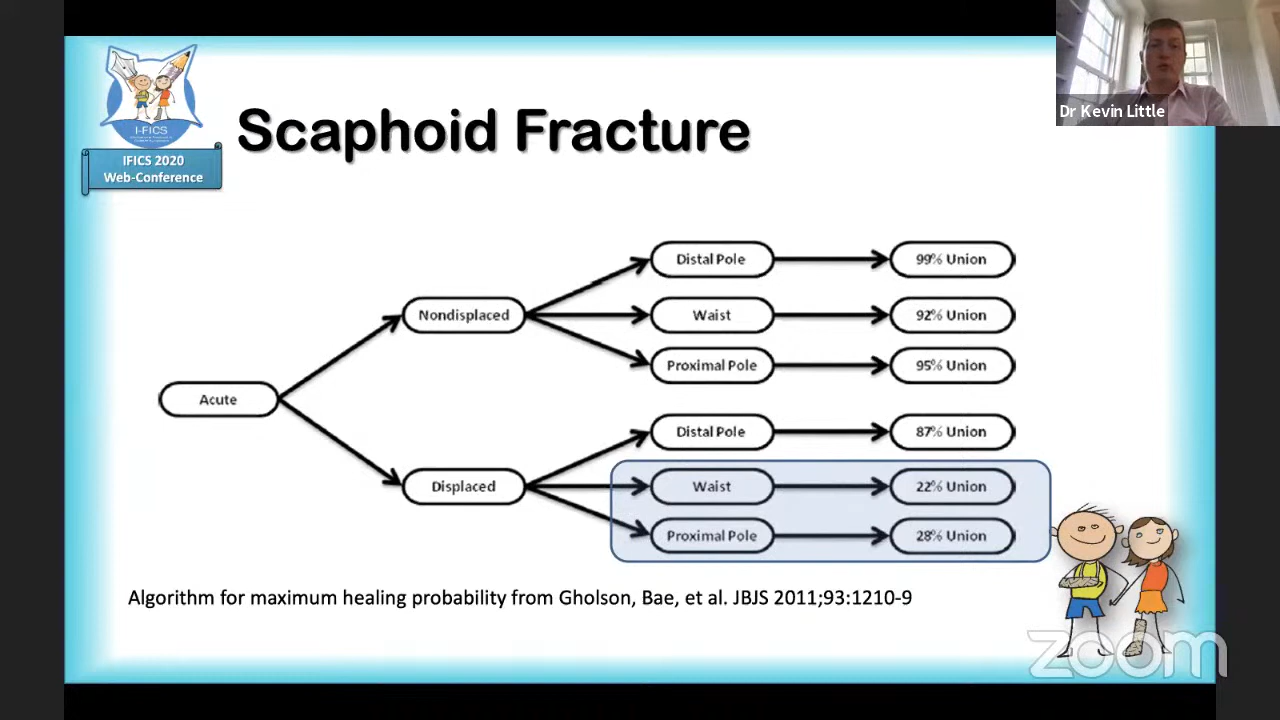 Dr Kevin Little
I-FICS
IFICS 2020
Web-Conference
Scaphoid Fracture
Distal Pole
99% Union
Nondisplaced
Waist
92% Union
Proximal Pole
95% Union
Acute
Distal Pole
87% Union
Displaced
Waist
22% Union
Proximal Pole
28% Union
Algorithm for maximum healing probability from Gholson, Bae, et al. JBJS 2011;93:1210-9
zoom